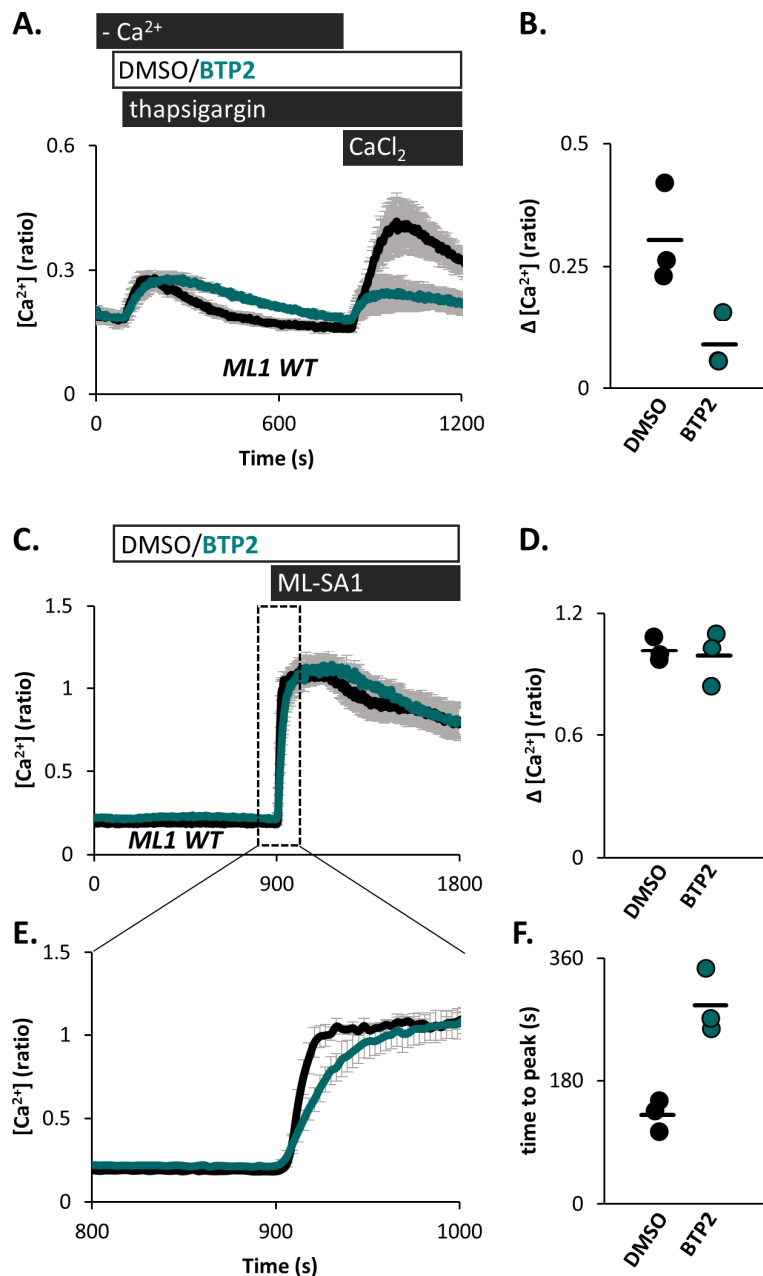 A.
- Ca²⁺
DMSO/BTP2
thapsigargin
CaCl₂
0.6
0.3
0
[Ca²⁺] (ratio)
ML1 WT
0 600 1200
Time (s)
B.
0.5
0.25
0
Δ [Ca²⁺] (ratio)
DMSO
BTP2
C.
DMSO/BTP2
ML-SA1
1.5
1
0.5
0
[Ca²⁺] (ratio)
ML1 WT
0 900 1800
D.
1.2
0.6
0
Δ [Ca²⁺] (ratio)
DMSO
BTP2
E.
1.5
1
0.5
0
[Ca²⁺] (ratio)
800 900 1000
Time (s)
F.
360
180
0
time to peak (s)
DMSO
BTP2